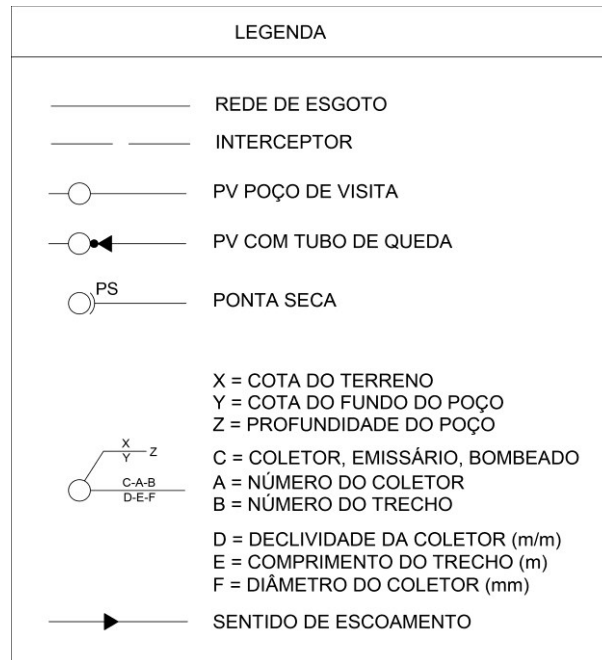 LEGENDA
REDE DE ESGOTO
INTERCEPTOR
PV POÇO DE VISITA
PV COM TUBO DE QUEDA
PS
PONTA SECA
X = COTA DO TERRENO
Y = COTA DO FUNDO DO POÇO
Z = PROFUNDIDADE DO POÇO
X
Y
Z
C-A-B
D-E-F
C = COLETOR, EMISSÁRIO, BOMBEADO
A = NÚMERO DO COLETOR
B = NÚMERO DO TRECHO
D = DECLIVIDADE DA COLETOR (m/m)
E = COMPRIMENTO DO TRECHO (m)
F = DIÂMETRO DO COLETOR (mm)
SENTIDO DE ESCOAMENTO